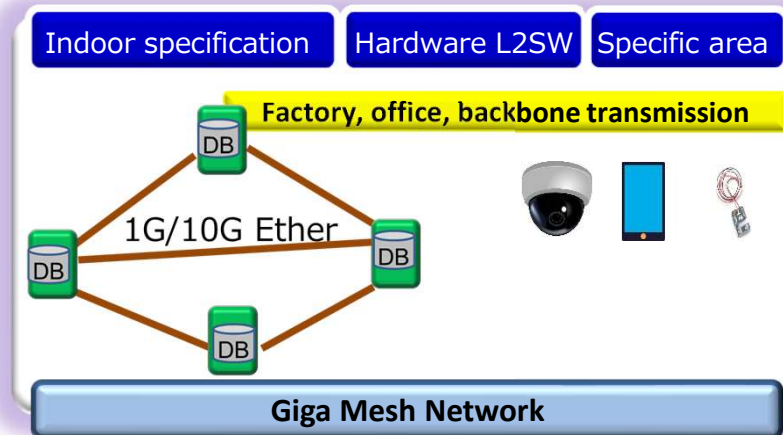 Indoor specification
Hardware L2SW
Specific area
Factory, office, backbone transmission
DB
1G/10G Ether
DB
DB
DB
Giga Mesh Network